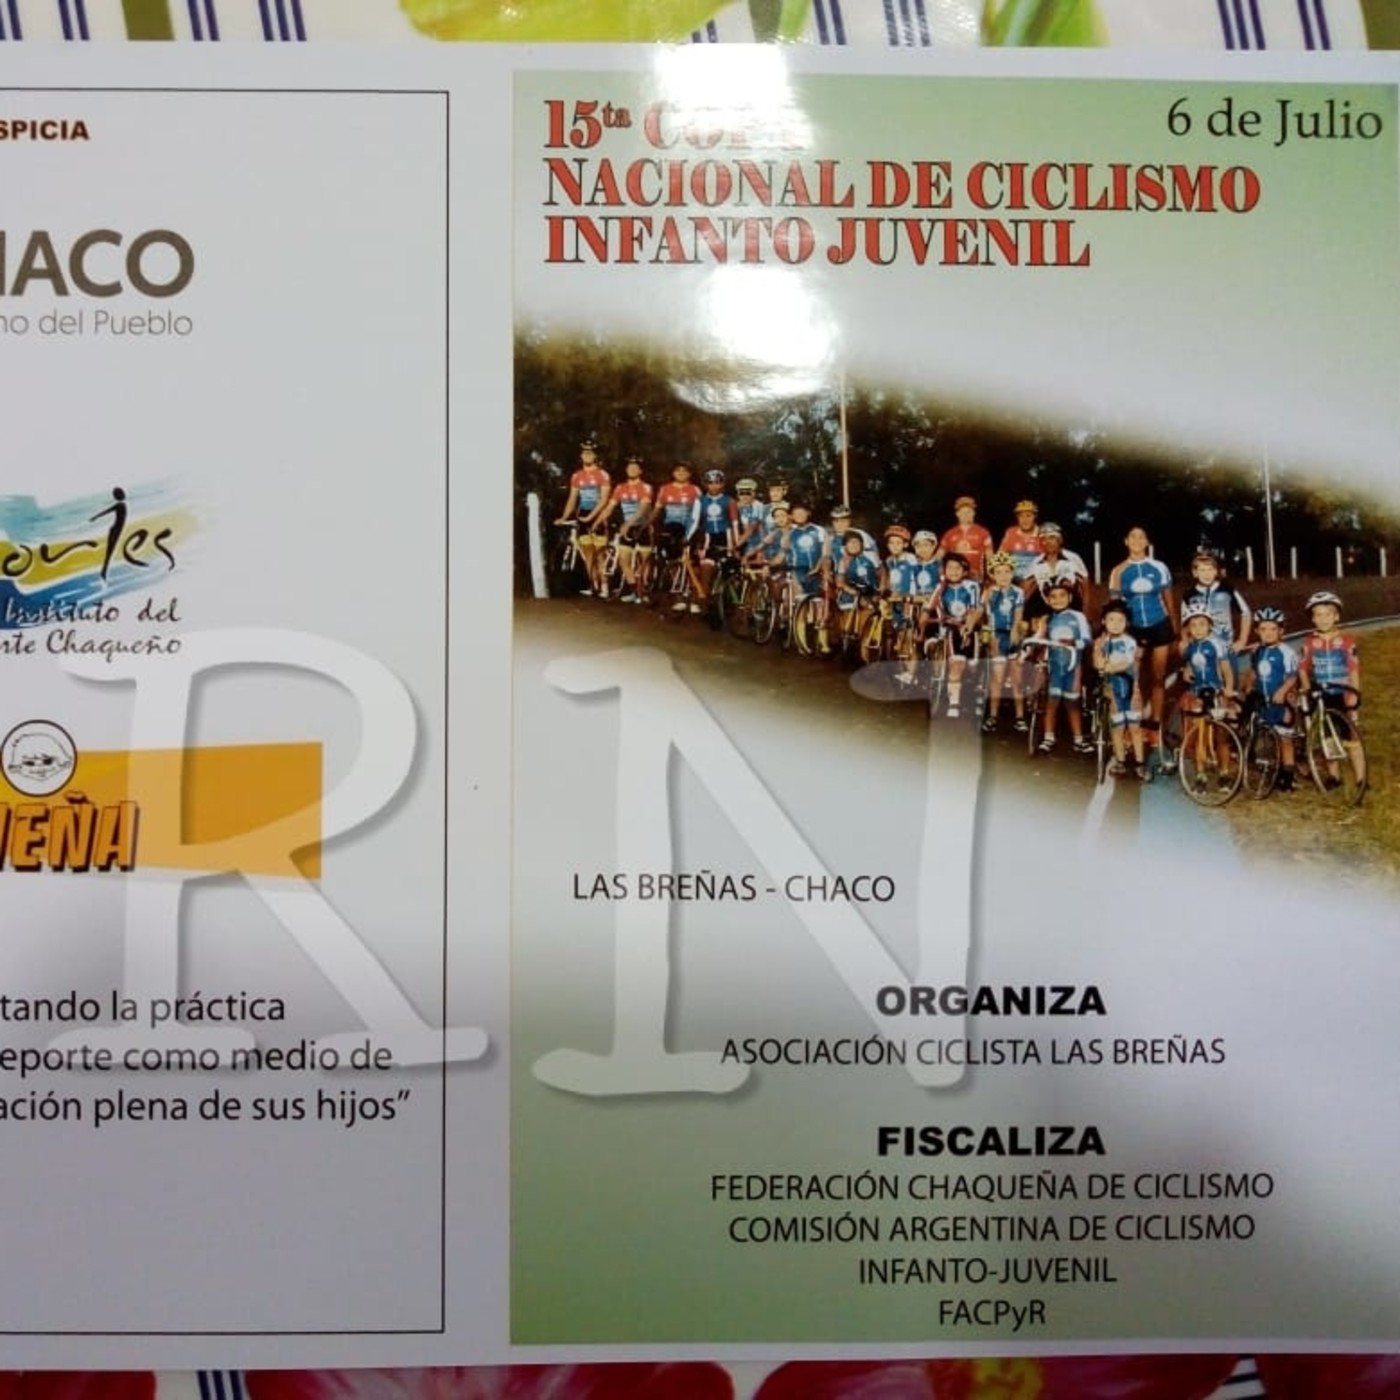 SPICIA
HACO
no del Pueblo
Instituto del
rte Chaqueño
EÑA
tando la práctica
eporte como medio de
ación plena de sus hijos”
6 de Julio
15ta COPA
NACIONAL DE CICLISMO
INFANTO JUVENIL
LAS BREÑAS - CHACO
ORGANIZA
ASOCIACIÓN CICLISTA LAS BREÑAS
FISCALIZA
FEDERACIÓN CHAQUEÑA DE CICLISMO
COMISIÓN ARGENTINA DE CICLISMO
INFANTO-JUVENIL
FACPyR
RN